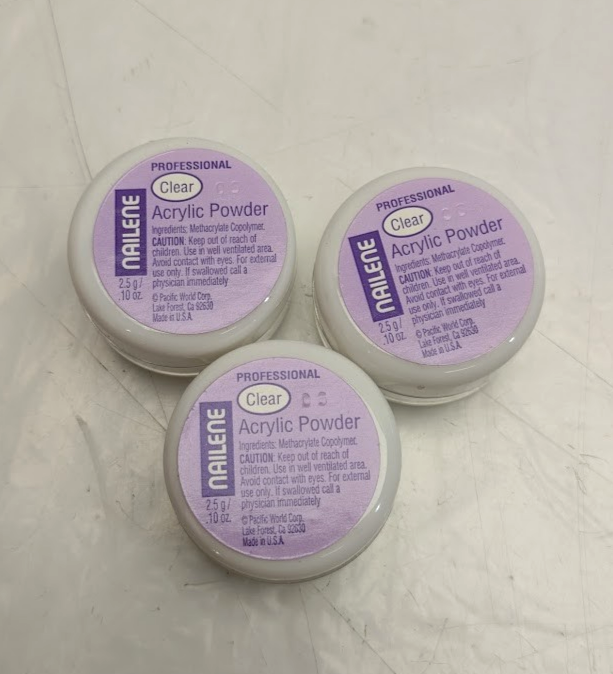 PROFESSIONAL
Clear
Acrylic Powder
NAILENE
Ingredients: Methacrylate Copolymer.
CAUTION: Keep out of reach of
children. Use in well ventilated area.
Avoid contact with eyes. For external
use only. If swallowed call a
physician immediately
2.5 g /
.10 oz.
© Pacific World Corp.
Lake Forest, Ca 92630
Made in U.S.A.
PROFESSIONAL
Clear
Acrylic Powder
NAILENE
Ingredients: Methacrylate Copolymer.
CAUTION: Keep out of reach of
children. Use in well ventilated area.
Avoid contact with eyes. For external
use only. If swallowed call a
physician immediately
2.5 g /
.10 oz.
© Pacific World Corp.
Lake Forest, Ca 92630
Made in U.S.A.
PROFESSIONAL
Clear
Acrylic Powder
NAILENE
Ingredients: Methacrylate Copolymer.
CAUTION: Keep out of reach of
children. Use in well ventilated area.
Avoid contact with eyes. For external
use only. If swallowed call a
physician immediately
2.5 g /
.10 oz.
© Pacific World Corp.
Lake Forest, Ca 92630
Made in U.S.A.